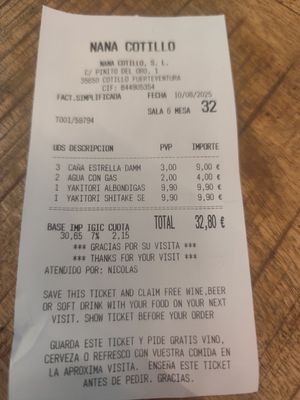 NANA COTILLO
NANA COTILLO, S. L.
C/ PINITO DEL ORO, 1
35650 COTILLO FUERTEVENTURA
CIF: B44905354
FACT.SIMPLIFICADA FECHA 10/08/2025
SALA 6 MESA 32
T001/59794
UDS DESCRIPCION PVP IMPORTE
3 CAÑA ESTRELLA DAMM 3,00 9,00 €
2 AGUA CON GAS 2,00 4,00 €
1 YAKITORI ALBONDIGAS 9,90 9,90 €
1 YAKITORI SHITAKE SE 9,90 9,90 €
BASE IMP IGIC CUOTA TOTAL 32,80 €
30,65 7% 2,15
*** GRACIAS POR SU VISITA ***
*** THANKS FOR YOUR VISIT ***
ATENDIDO POR: NICOLAS
SAVE THIS TICKET AND CLAIM FREE WINE,BEER
OR SOFT DRINK WITH YOUR FOOD ON YOUR NEXT
VISIT. SHOW TICKET BEFORE YOUR ORDER
GUARDA ESTE TICKET Y PIDE GRATIS VINO,
CERVEZA O REFRESCO CON VUESTRA COMIDA EN
LA APROXIMA VISITA. ENSEÑA ESTE TICKET
ANTES DE PEDIR. GRACIAS.